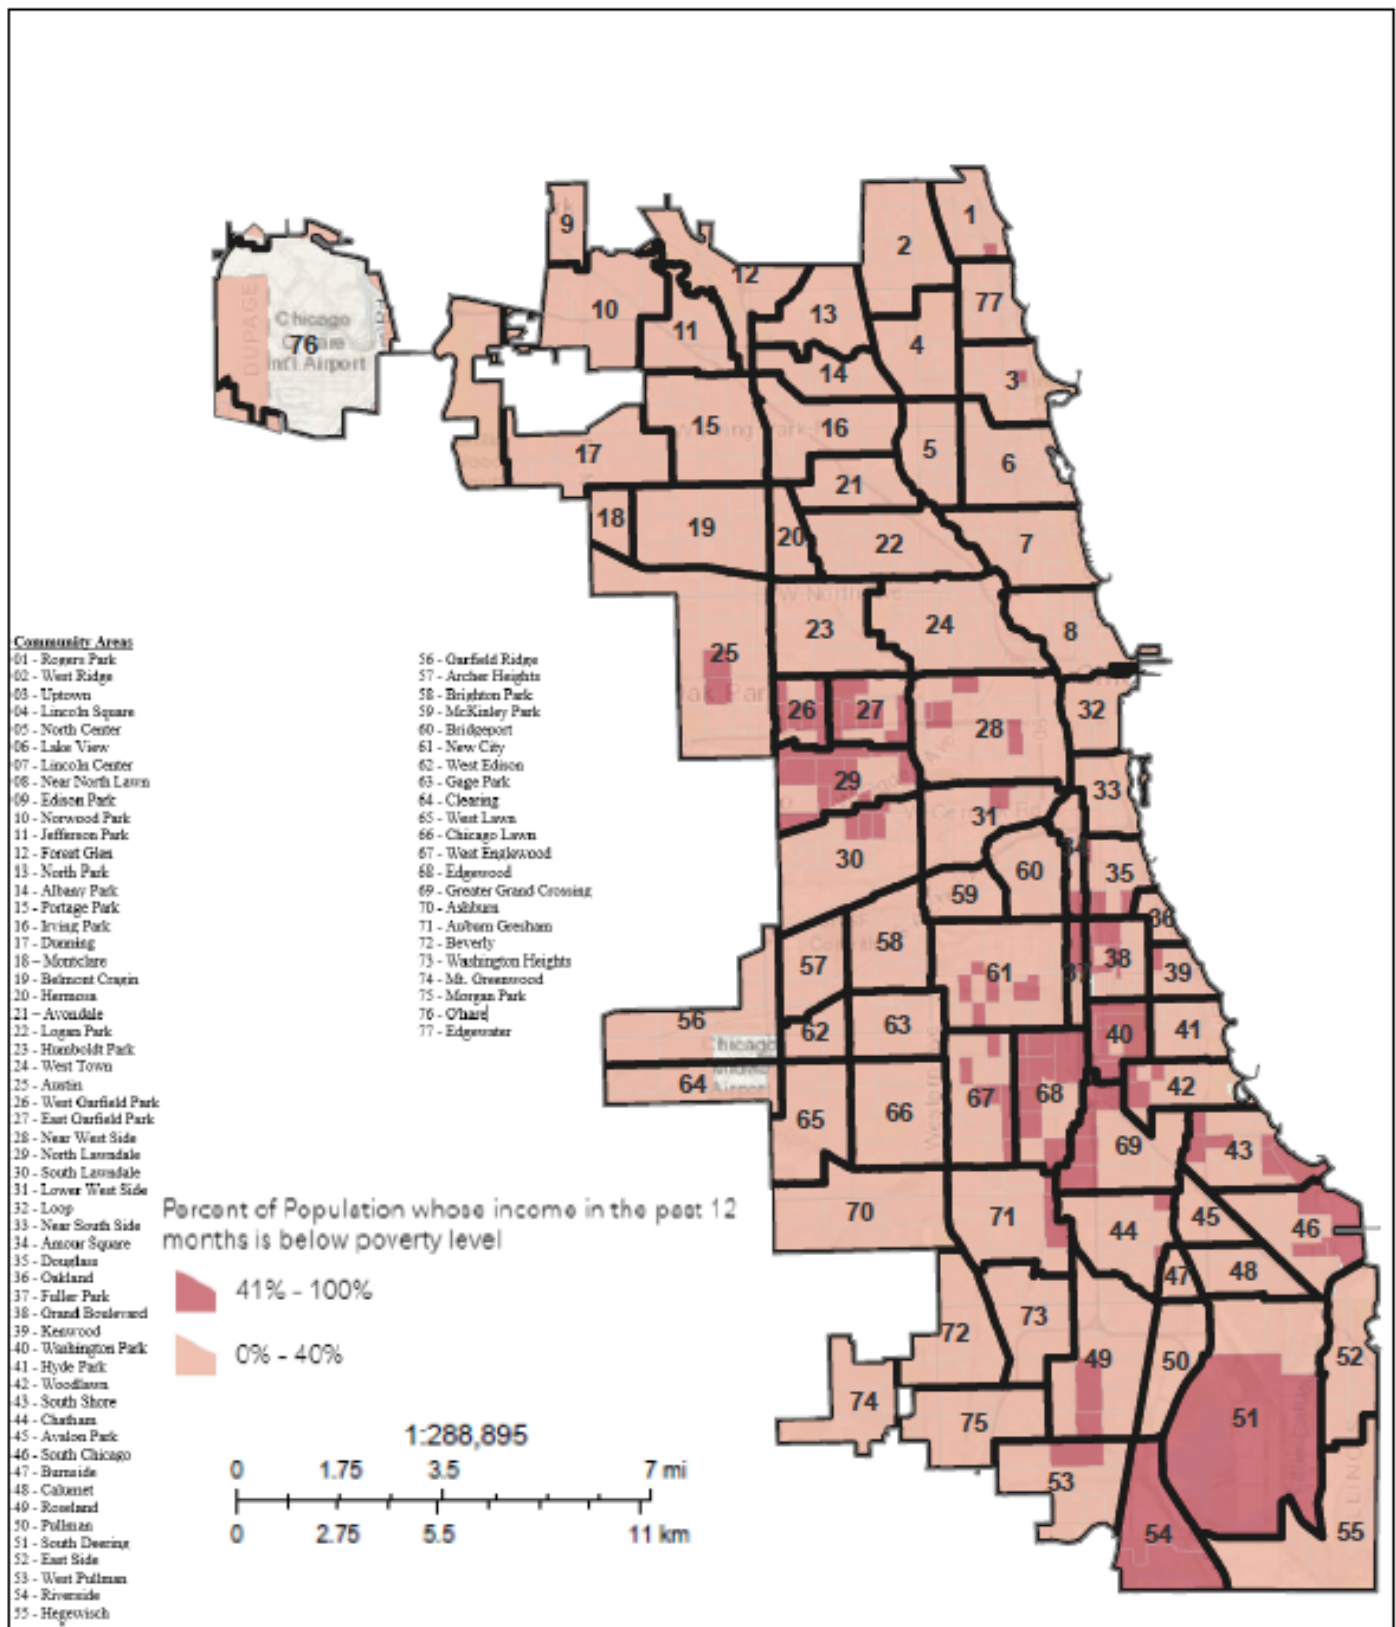 Community Areas
01 - Rogers Park
02 - West Ridge
03 - Uptown
04 - Lincoln Square
05 - North Center
06 - Lake View
07 - Lincoln Center
08 - Near North Lawn
09 - Edison Park
10 - Norwood Park
11 - Jefferson Park
12 - Forest Glen
13 - North Park
14 - Albany Park
15 - Portage Park
16 - Irving Park
17 - Dunning
18 – Montclare
19 - Belmont Cragin
20 - Hermosa
21 – Avondale
22 - Logan Park
23 - Humboldt Park
24 - West Town
25 - Austin
26 - West Garfield Park
27 - East Garfield Park
28 - Near West Side
29 - North Lawndale
30 - South Lawndale
31 - Lower West Side
32 - Loop
33 - Near South Side
34 - Amour Square
35 - Douglass
36 - Oakland
37 - Fuller Park
38 - Grand Boulevard
39 - Kenwood
40 - Washington Park
41 - Hyde Park
42 - Woodlawn
43 - South Shore
44 - Chatham
45 - Avalon Park
46 - South Chicago
47 - Burnside
48 - Calumet
49 - Roseland
50 - Pullman
51 - South Deering
52 - East Side
53 - West Pullman
54 - Riverside
55 - Hegewisch
56 - Garfield Ridge
57 - Archer Heights
58 - Brighton Park
59 - McKinley Park
60 - Bridgeport
61 - New City
62 - West Edison
63 - Gage Park
64 - Clearing
65 - West Lawn
66 - Chicago Lawn
67 - West Englewood
68 - Edgewood
69 - Greater Grand Crossing
70 - Ashburn
71 - Auburn Gresham
72 - Beverly
73 - Washington Heights
74 - Mt. Greenwood
75 - Morgan Park
76 - O'hare
77 - Edgewater
Percent of Population whose income in the past 12
months is below poverty level
41% - 100%
0% - 40%
1:288,895
0 1.75 3.5 7 mi
0 2.75 5.5 11 km
1
2
9
12
77
10
11
13
4
DUPAGE
Chicago
76
Int'l Airport
14
3
15
16
17
5
6
21
18
19
20
22
7
W North Ave
23
24
8
25
Oak Park
26
27
28
32
29
33
31
30
34
60
35
59
36
58
38
57
61
37
39
56
62
63
40
41
Chicago
Airport
64
68
42
67
65
66
Western Ave
69
43
70
71
44
45
46
47
48
73
72
49
50
52
74
75
51
53
54
55